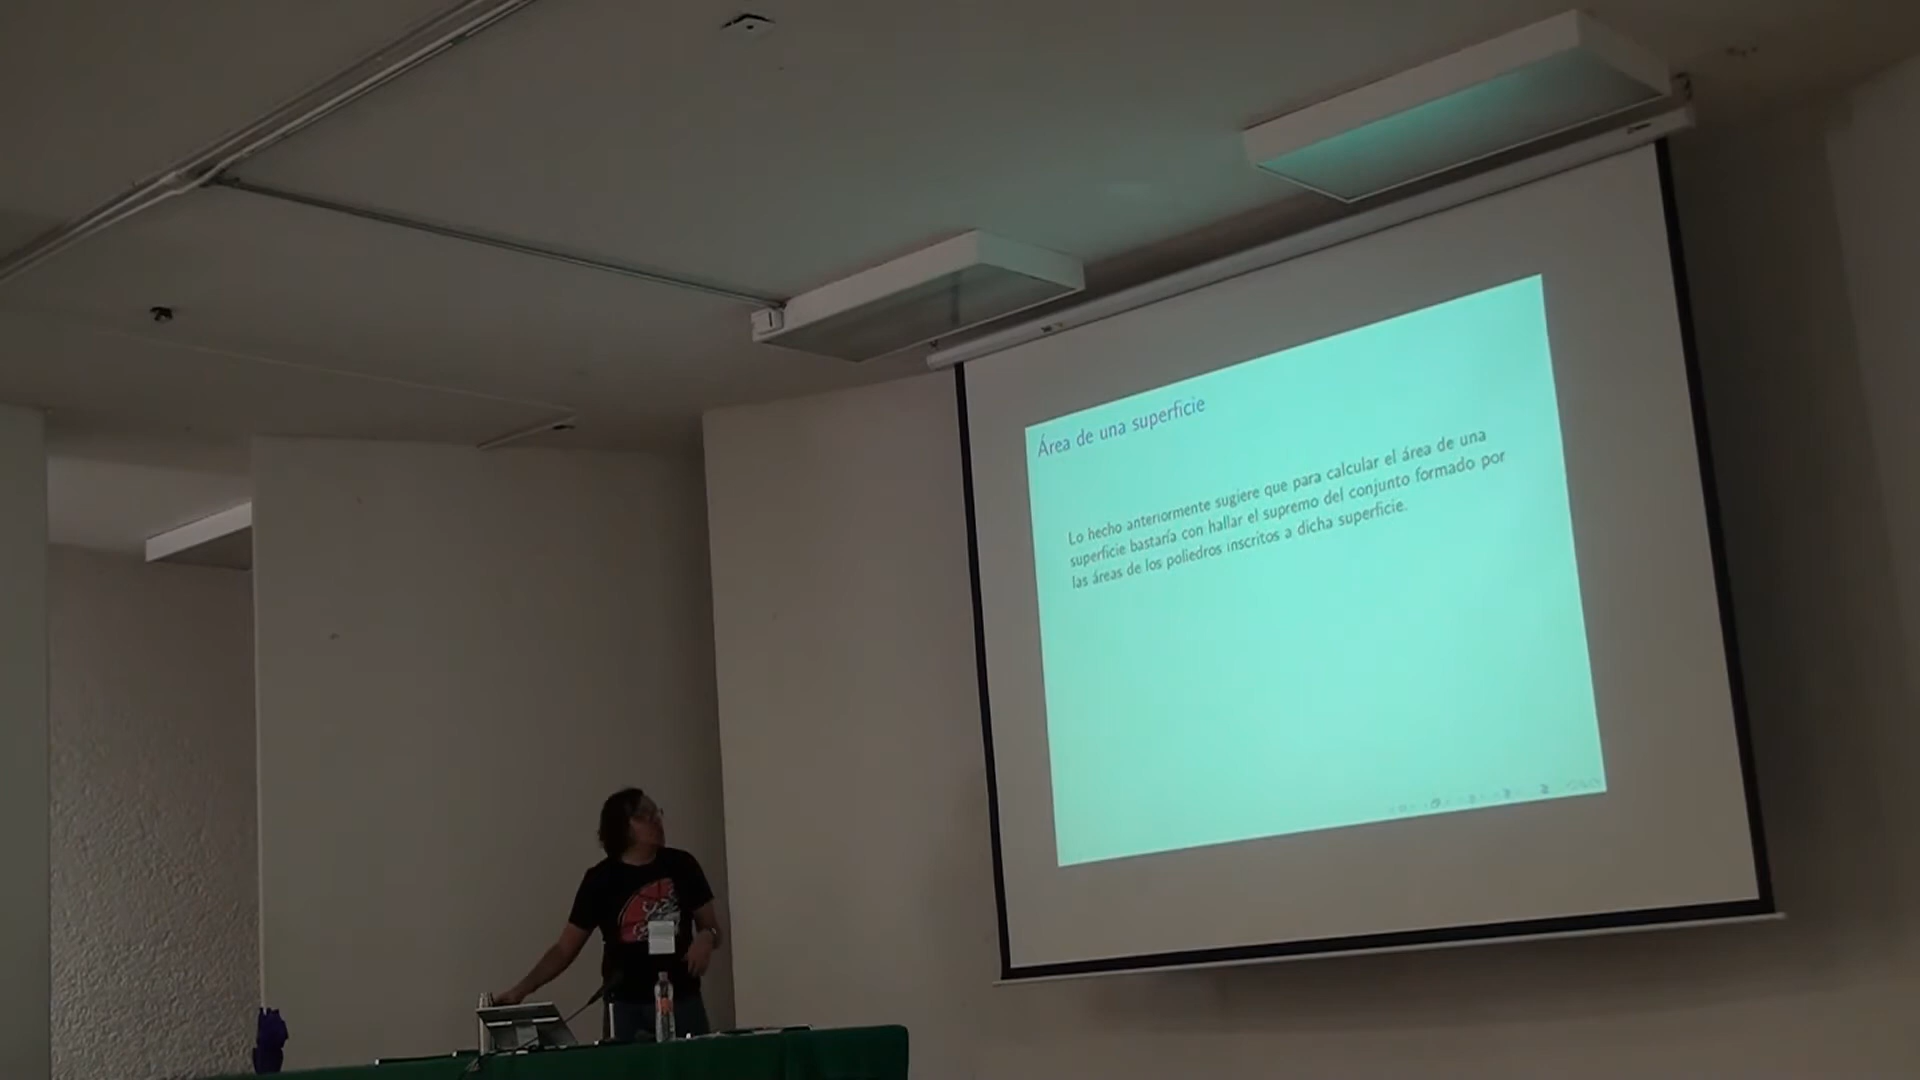 Área de una superficie
Lo hecho anteriormente sugiere que para calcular el área de una
superficie bastaría con hallar el supremo del conjunto formado por
las áreas de los poliedros inscritos a dicha superficie.